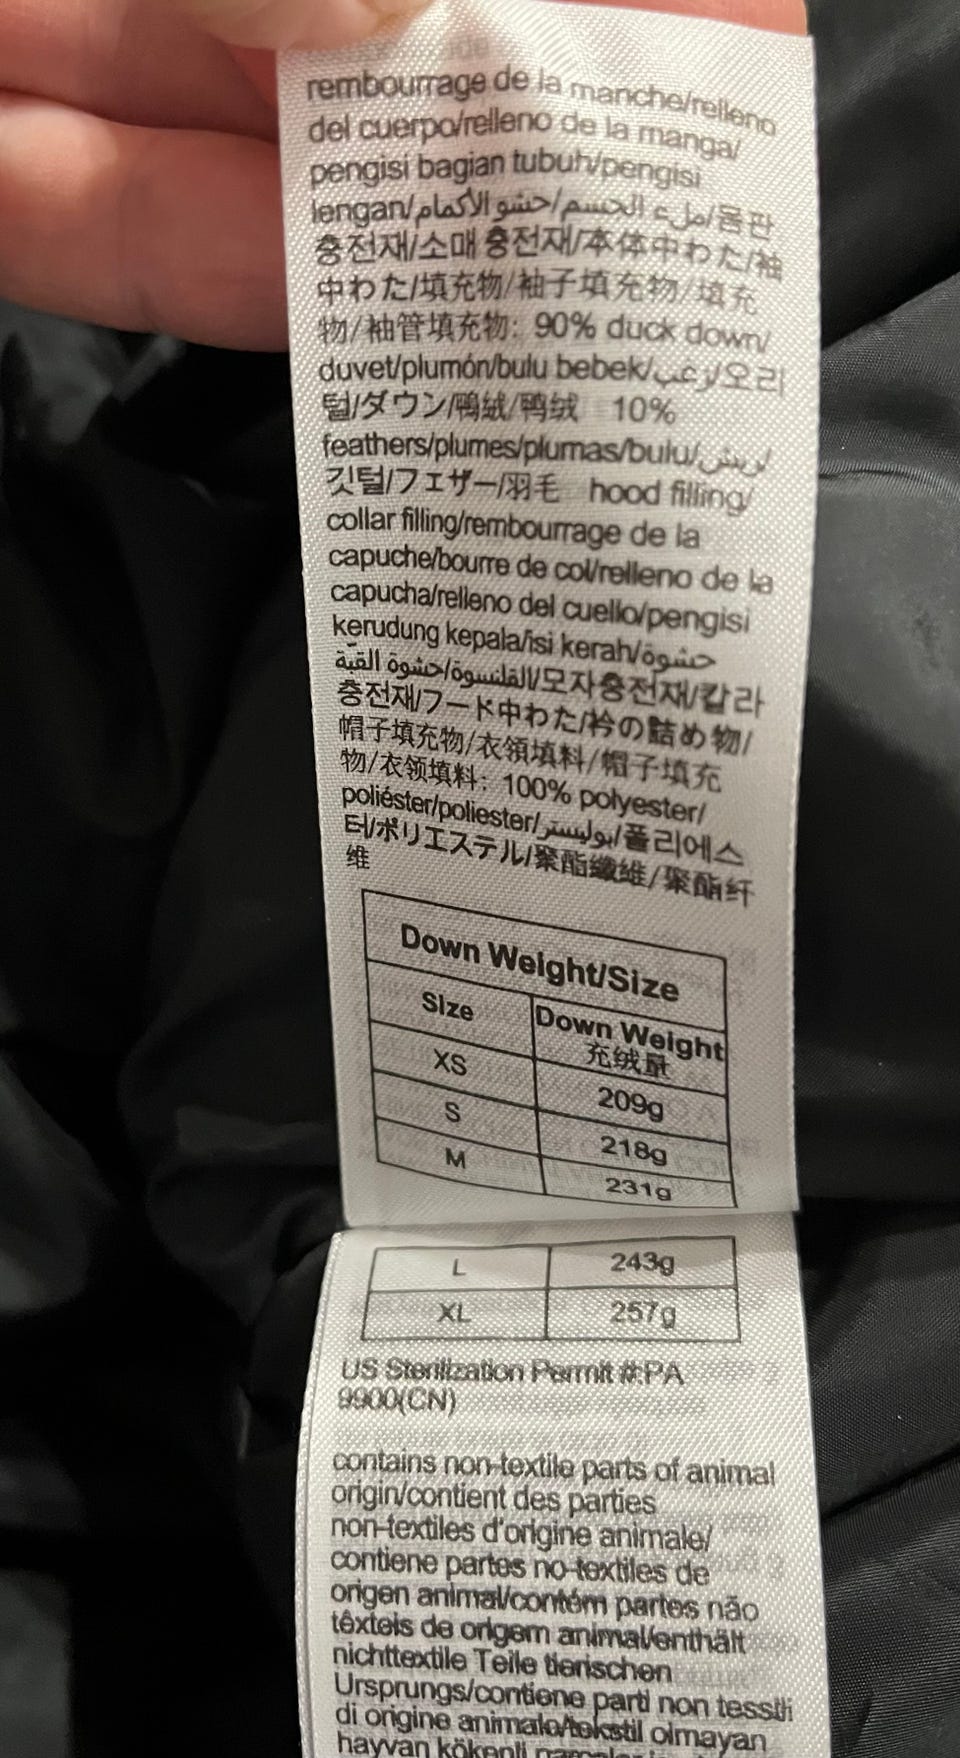 rembourrage de la manche/relleno
del cuerpo/relleno de la manga/
pengisi bagian tubuh/pengisi
lengan/ملء الجسم/حشو الأكمام/몸판
충전재/소매 충전재/本体中わた/袖
中わた/填充物/袖子填充物/填充
物/袖管填充物: 90% duck down/
duvet/plumón/bulu bebek/زغب/오리
털/ダウン/鴨絨/鸭绒 10%
feathers/plumes/plumas/bulu/ريش/
깃털/フェザー/羽毛 hood filling/
collar filling/rembourrage de la
capuche/bourre de col/relleno de la
capucha/relleno del cuello/pengisi
kerudung kepala/isi kerah/حشوة
القلنسوة/حشوة القبّة/모자충전재/칼라
충전재/フード中わた/衿の詰め物/
帽子填充物/衣領填料/帽子填充
物/衣领填料: 100% polyester/
poliéster/poliester/بوليستر/폴리에스
터/ポリエステル/聚酯纖維/聚酯纤
维
Down Weight/Size
Size Down Weight
充绒量
XS 209g
S 218g
M 231g
L 243g
XL 257g
US Sterilization Permit #:PA
9900(CN)
contains non-textile parts of animal
origin/contient des parties
non-textiles d'origine animale/
contiene partes no-textiles de
origen animal/contém partes não
têxteis de origem animal/enthält
nichttextile Teile tierischen
Ursprungs/contiene parti non tessili
di origine animale/tekstil olmayan
hayvan kökenli